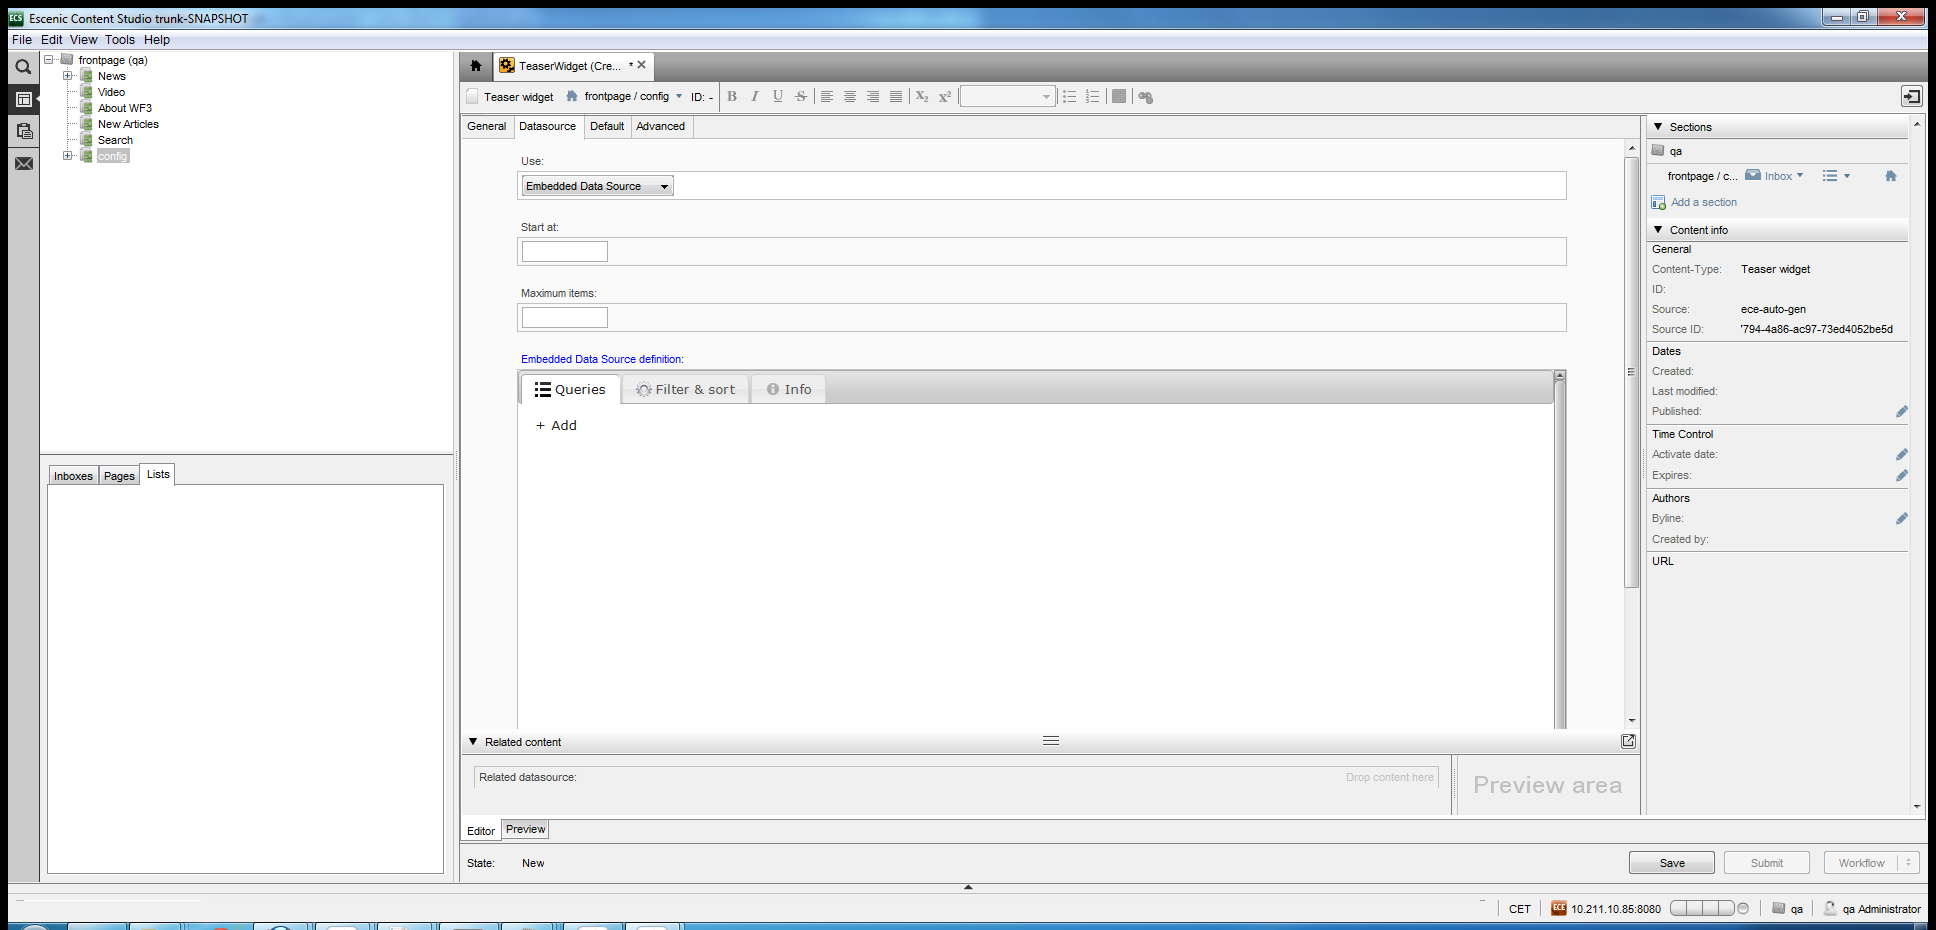 Escenic Content Studio trunk-SNAPSHOT
File Edit View Tools Help
frontpage (qa)
News
Video
About WF3
New Articles
Search
config
Inboxes Pages Lists
TeaserWidget (Cre... *
Teaser widget frontpage / config ID: - B I U S X2 X2
General Datasource Default Advanced
Use:
Embedded Data Source
Start at:
Maximum items:
Embedded Data Source definition:
Queries Filter & sort Info
+ Add
Related content
Related datasource: Drop content here
Preview area
Editor Preview
State: New
Save Submit Workflow
Sections
qa
frontpage / c... Inbox
Add a section
Content info
General
Content-Type: Teaser widget
ID:
Source: ece-auto-gen
Source ID: '794-4a86-ac97-73ed4052be5d
Dates
Created:
Last modified:
Published:
Time Control
Activate date:
Expires:
Authors
Byline:
Created by:
URL
CET ECE 10.211.10.85:8080 qa qa Administrator